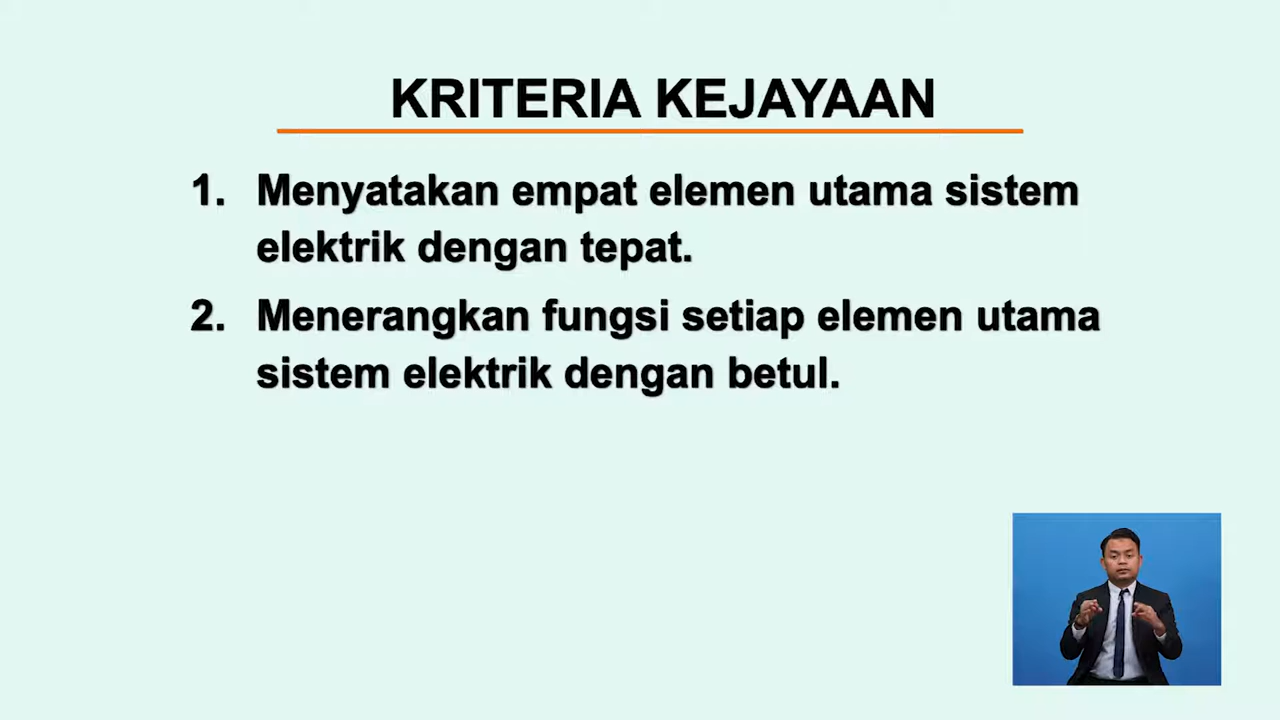 KRITERIA KEJAYAAN
1. Menyatakan empat elemen utama sistem
elektrik dengan tepat.
2. Menerangkan fungsi setiap elemen utama
sistem elektrik dengan betul.